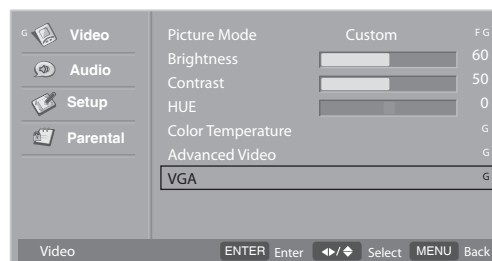 G Video
Audio
Setup
Parental
Picture Mode Custom F G
Brightness 60
Contrast 50
HUE 0
Color Temperature G
Advanced Video G
VGA G
Video ENTER Enter / Select MENU Back